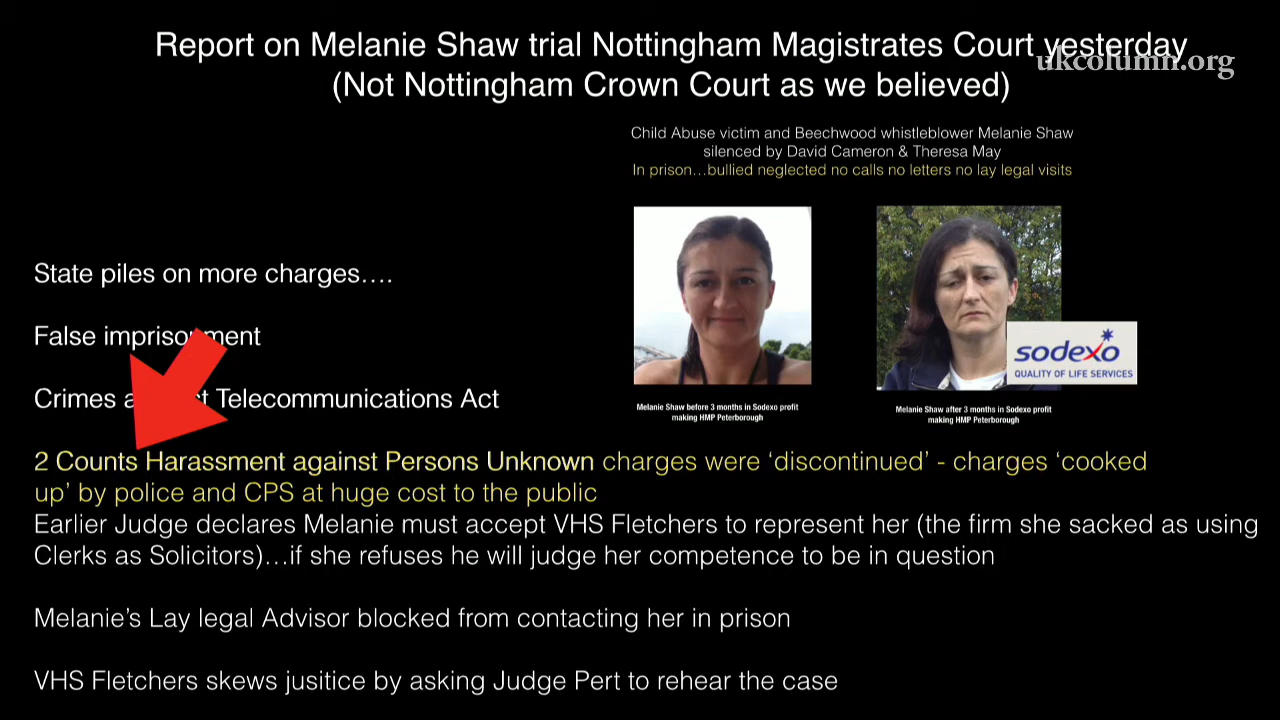 Report on Melanie Shaw trial Nottingham Magistrates Court yesterday
(Not Nottingham Crown Court as we believed)
ukcolumn.org
Child Abuse victim and Beechwood whistleblower Melanie Shaw
silenced by David Cameron & Theresa May
In prison…bullied neglected no calls no letters no lay legal visits
sodexo
QUALITY OF LIFE SERVICES
Melanie Shaw before 3 months in Sodexo profit
making HMP Peterborough
Melanie Shaw after 3 months in Sodexo profit
making HMP Peterborough
State piles on more charges….
False imprisonment
Crimes against Telecommunications Act
2 Counts Harassment against Persons Unknown charges were ‘discontinued’ - charges ‘cooked
up’ by police and CPS at huge cost to the public
Earlier Judge declares Melanie must accept VHS Fletchers to represent her (the firm she sacked as using
Clerks as Solicitors)…if she refuses he will judge her competence to be in question
Melanie’s Lay legal Advisor blocked from contacting her in prison
VHS Fletchers skews jusitice by asking Judge Pert to rehear the case